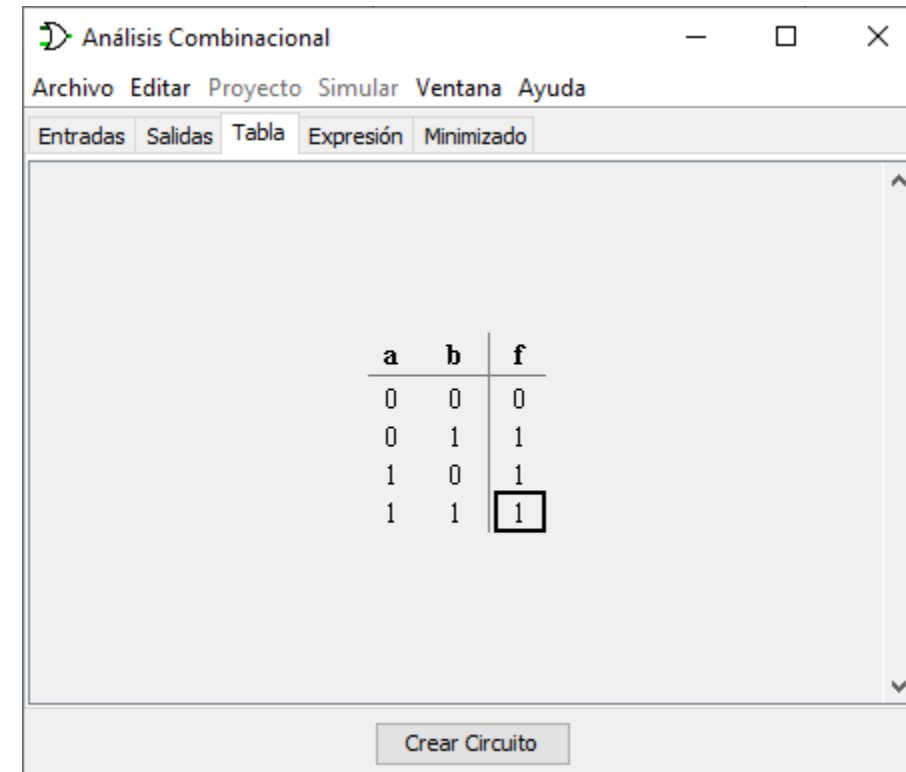 Análisis Combinacional
Archivo Editar Proyecto Simular Ventana Ayuda
Entradas Salidas Tabla Expresión Minimizado
a b f
0 0 0
0 1 1
1 0 1
1 1 1
Crear Circuito